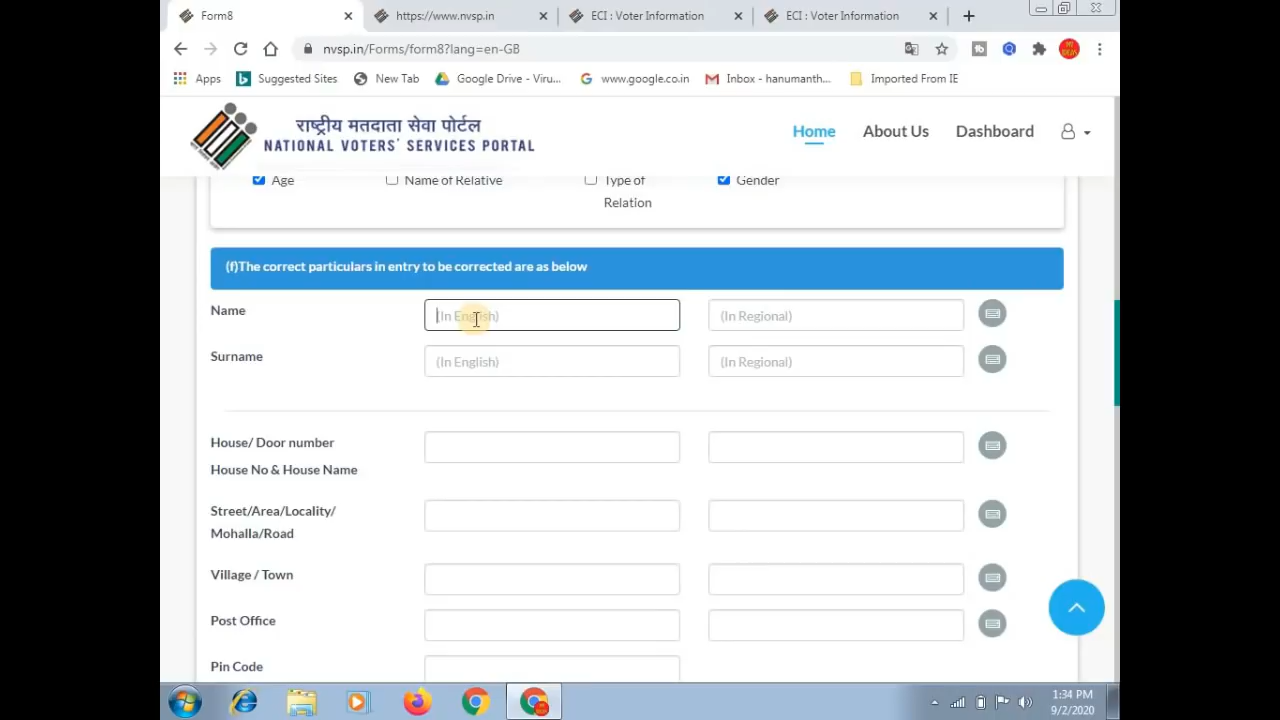 Form8
https://www.nvsp.in
ECI : Voter Information
ECI : Voter Information
nvsp.in/Forms/form8?lang=en-GB
Apps
Suggested Sites
New Tab
Google Drive - Viru...
www.google.co.in
Inbox - hanumanth...
Imported From IE
राष्ट्रीय मतदाता सेवा पोर्टल
NATIONAL VOTERS' SERVICES PORTAL
Home
About Us
Dashboard
Age
Name of Relative
Type of
Relation
Gender
(f)The correct particulars in entry to be corrected are as below
Name
(In English)
(In Regional)
Surname
(In English)
(In Regional)
House/ Door number
House No & House Name
Street/Area/Locality/
Mohalla/Road
Village / Town
Post Office
Pin Code
1:34 PM
9/2/2020